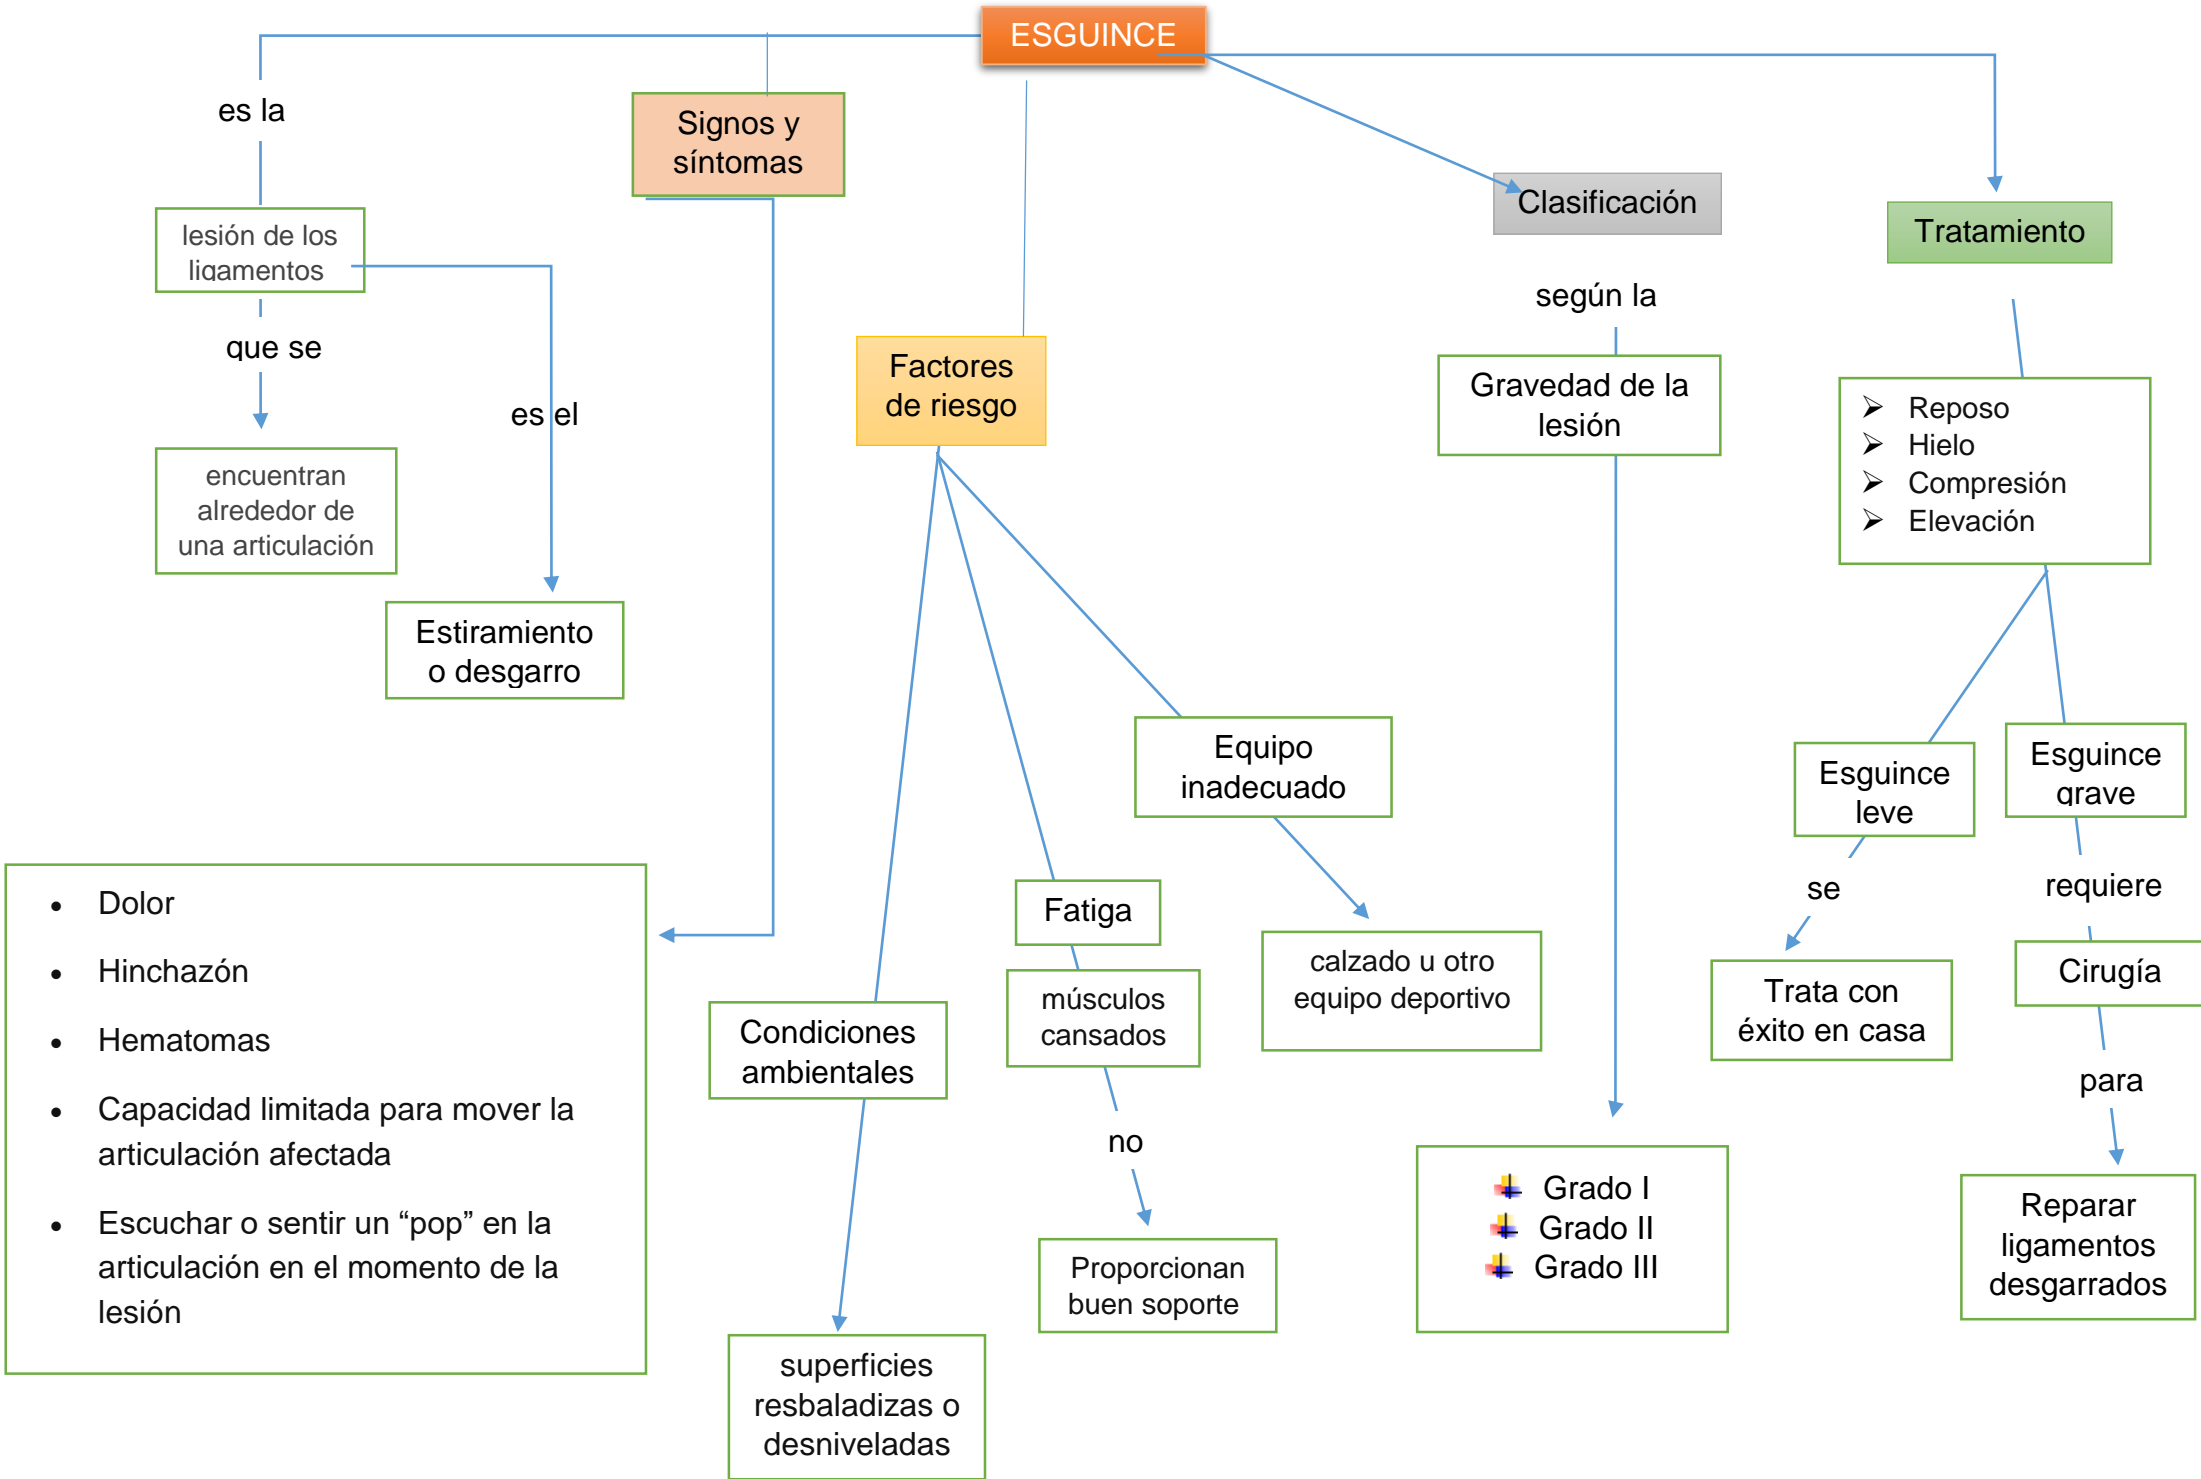 ESGUINCE
es la
lesión de los
ligamentos
que se
encuentran
alrededor de
una articulación
es el
Estiramiento
o desgarro
Signos y
síntomas
• Dolor
• Hinchazón
• Hematomas
• Capacidad limitada para mover la
articulación afectada
• Escuchar o sentir un “pop” en la
articulación en el momento de la
lesión
Factores
de riesgo
Condiciones
ambientales
superficies
resbaladizas o
desniveladas
Fatiga
músculos
cansados
no
Proporcionan
buen soporte
Equipo
inadecuado
calzado u otro
equipo deportivo
Clasificación
según la
Gravedad de la
lesión
Grado I
Grado II
Grado III
Tratamiento
➢ Reposo
➢ Hielo
➢ Compresión
➢ Elevación
Esguince
leve
se
Trata con
éxito en casa
Esguince
grave
requiere
Cirugía
para
Reparar
ligamentos
desgarrados